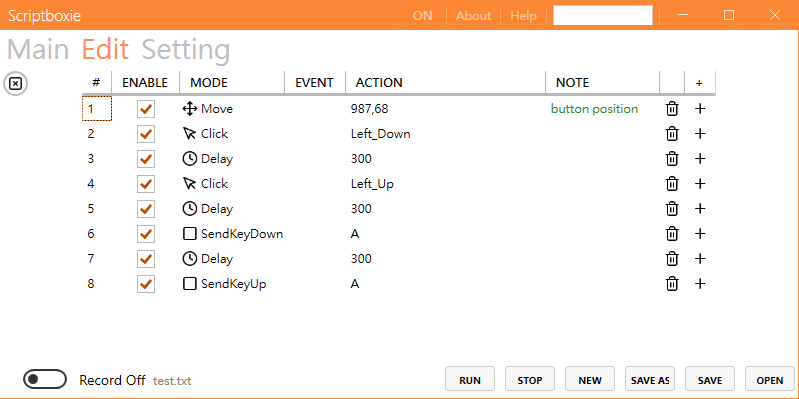 Scriptboxie ON About Help
Main Edit Setting
# ENABLE MODE EVENT ACTION NOTE +
1 Move 987,68 button position +
2 Click Left_Down +
3 Delay 300 +
4 Click Left_Up +
5 Delay 300 +
6 SendKeyDown A +
7 Delay 300 +
8 SendKeyUp A +
Record Off test.txt RUN STOP NEW SAVE AS SAVE OPEN